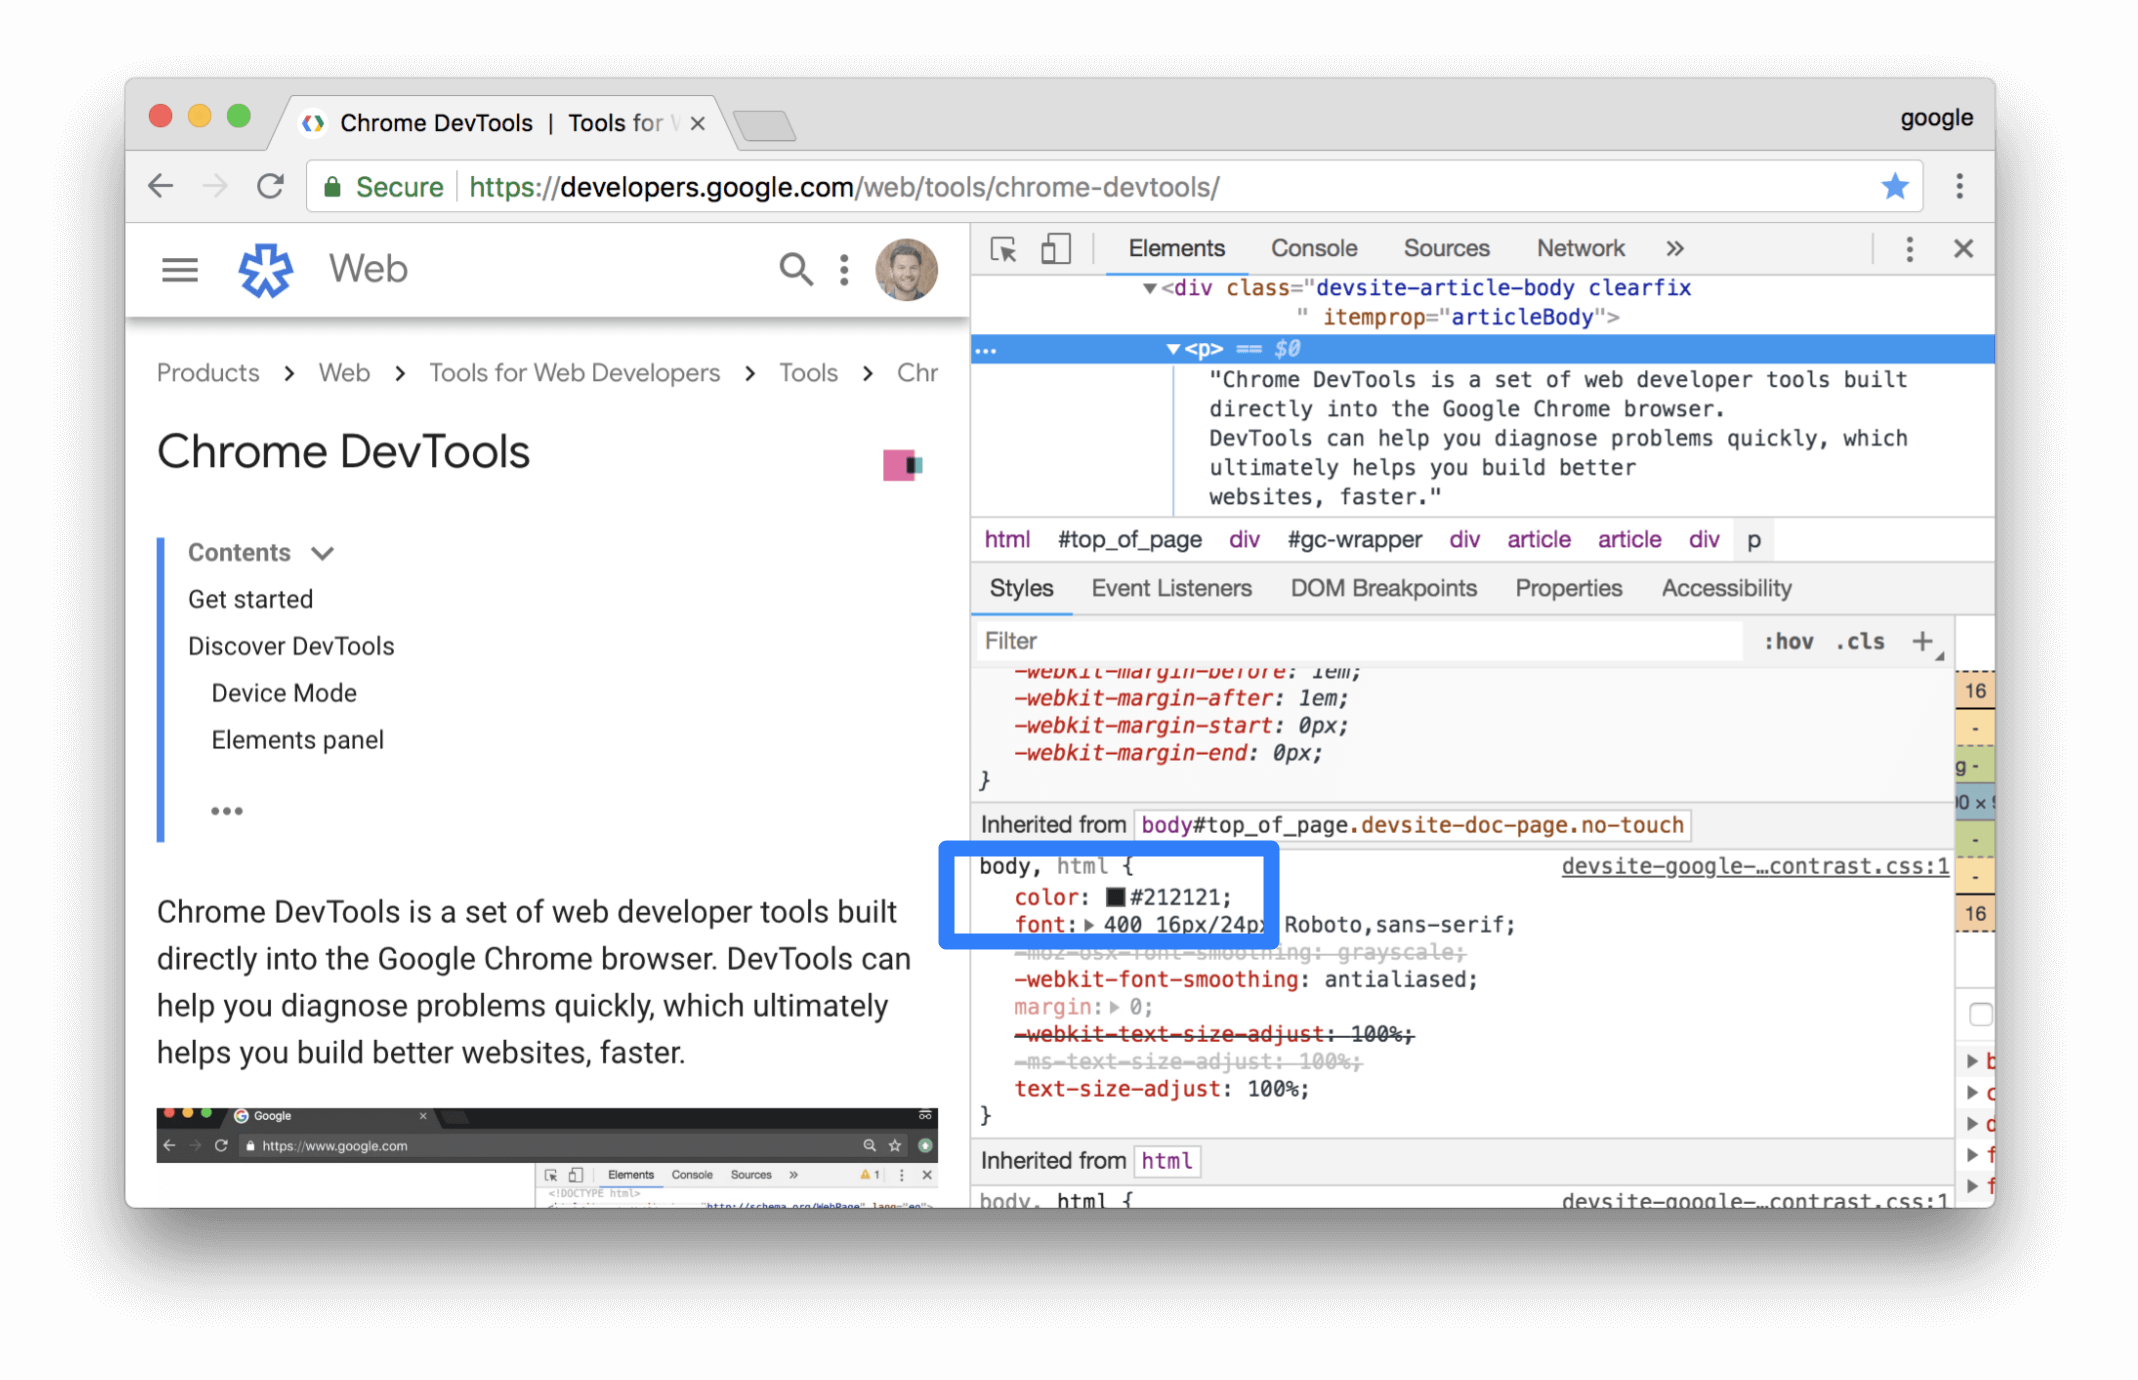 Chrome DevTools | Tools for
google
Secure https://developers.google.com/web/tools/chrome-devtools/
Web
Products > Web > Tools for Web Developers > Tools > Chr
Chrome DevTools
Contents
Get started
Discover DevTools
Device Mode
Elements panel
•••
Chrome DevTools is a set of web developer tools built
directly into the Google Chrome browser. DevTools can
help you diagnose problems quickly, which ultimately
helps you build better websites, faster.
Google
https://www.google.com
Elements Console Sources » 1
<!DOCTYPE html>
"http://schema.org/WebPage" lang="en">
Elements Console Sources Network »
▼<div class="devsite-article-body clearfix
" itemprop="articleBody">
… ▼<p> == $0
"Chrome DevTools is a set of web developer tools built
directly into the Google Chrome browser.
DevTools can help you diagnose problems quickly, which
ultimately helps you build better
websites, faster."
html #top_of_page div #gc-wrapper div article article div p
Styles Event Listeners DOM Breakpoints Properties Accessibility
Filter :hov .cls +
-webkit-margin-before: 1em;
-webkit-margin-after: 1em;
-webkit-margin-start: 0px;
-webkit-margin-end: 0px;
}
Inherited from body#top_of_page.devsite-doc-page.no-touch
body, html { devsite-google-…contrast.css:1
color: #212121;
font:▶400 16px/24px Roboto,sans-serif;
-moz-osx-font-smoothing: grayscale;
-webkit-font-smoothing: antialiased;
margin:▶0;
-webkit-text-size-adjust: 100%;
-ms-text-size-adjust: 100%;
text-size-adjust: 100%;
}
Inherited from html
body, html { devsite-google-…contrast.css:1
16
-
g -
-
-
16